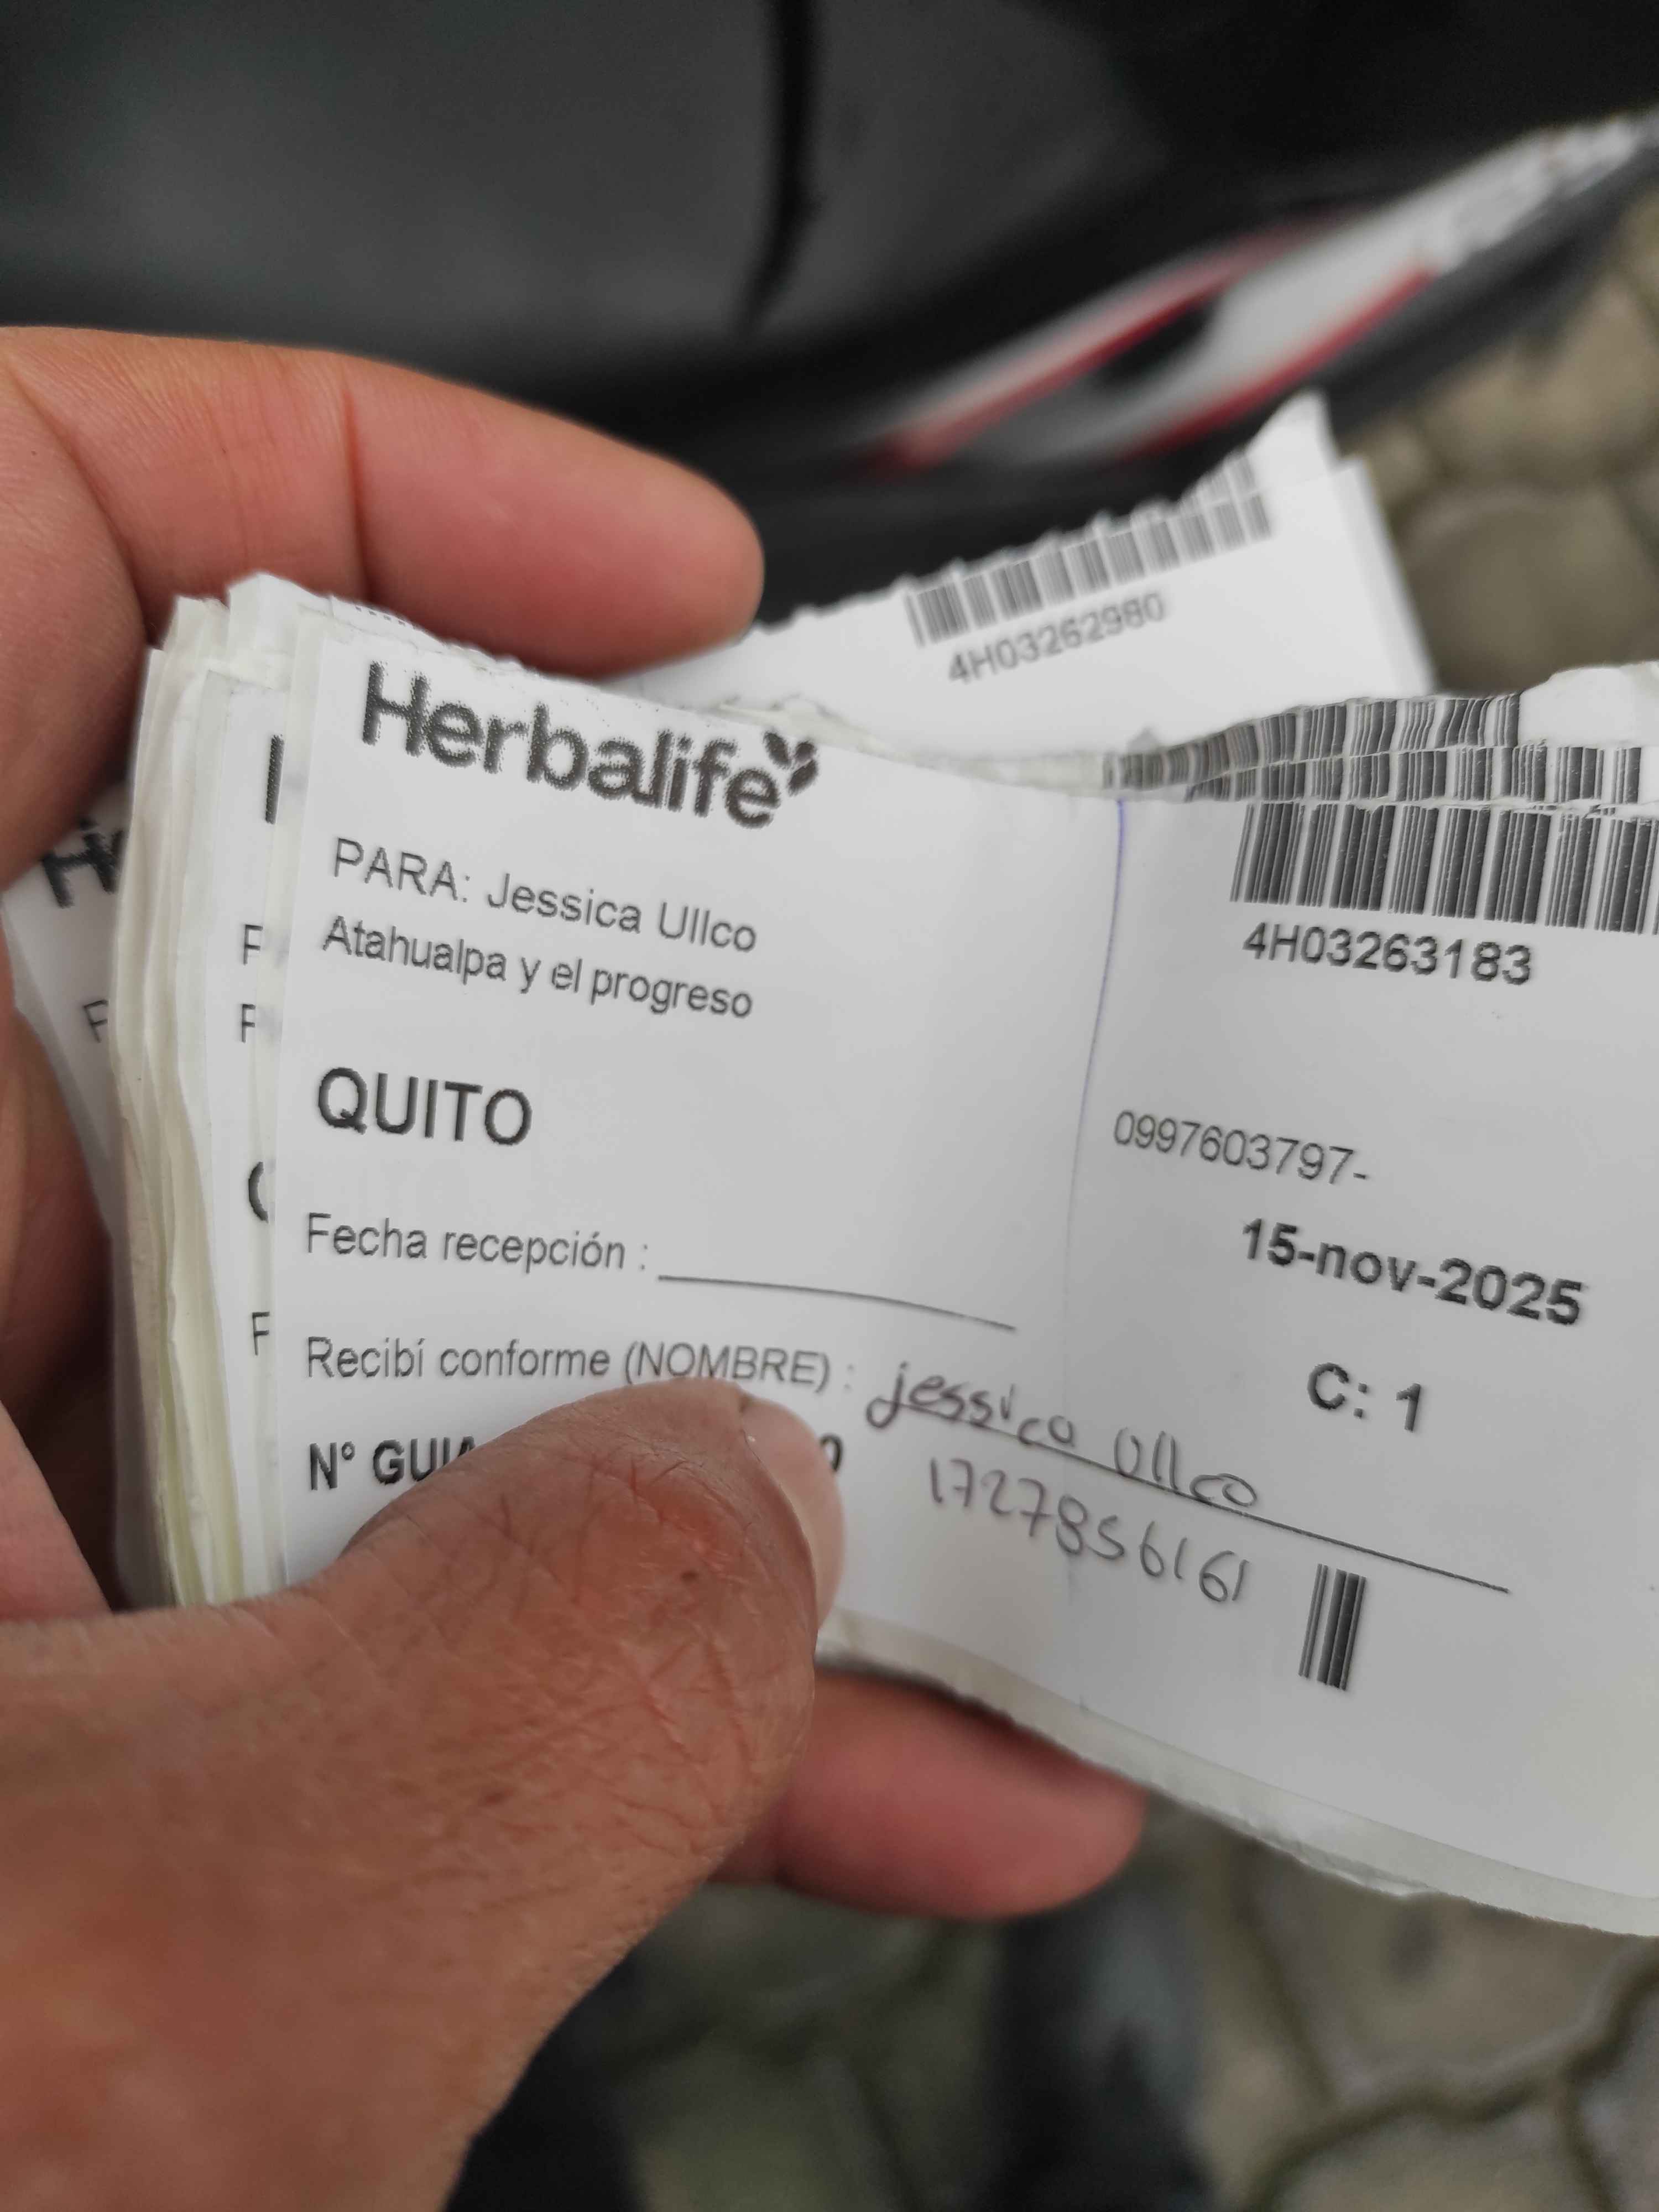 4H03262980
Herbalife
PARA: Jessica Ullco
Atahualpa y el progreso
4H03263183
QUITO
0997603797-
15-nov-2025
Fecha recepción :
C: 1
Recibí conforme (NOMBRE) : jessica Ullco
N° GUIA
1727856161